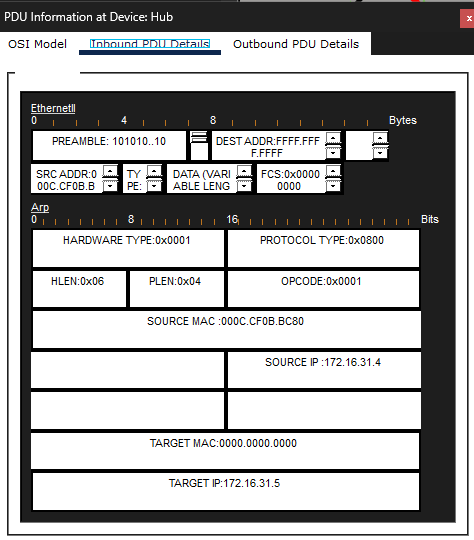 PDU Information at Device: Hub
x
OSI Model Inbound PDU Details Outbound PDU Details
EthernetII
0 4 8 Bytes
PREAMBLE: 101010..10
DEST ADDR:FFFF.FFF
F.FFFF
SRC ADDR:0
00C.CF0B.B
TY
PE:
DATA (VARI
ABLE LENG
FCS:0x0000
0000
Arp
0 8 16 Bits
HARDWARE TYPE:0x0001 PROTOCOL TYPE:0x0800
HLEN:0x06 PLEN:0x04 OPCODE:0x0001
SOURCE MAC :000C.CF0B.BC80
SOURCE IP :172.16.31.4
TARGET MAC:0000.0000.0000
TARGET IP:172.16.31.5